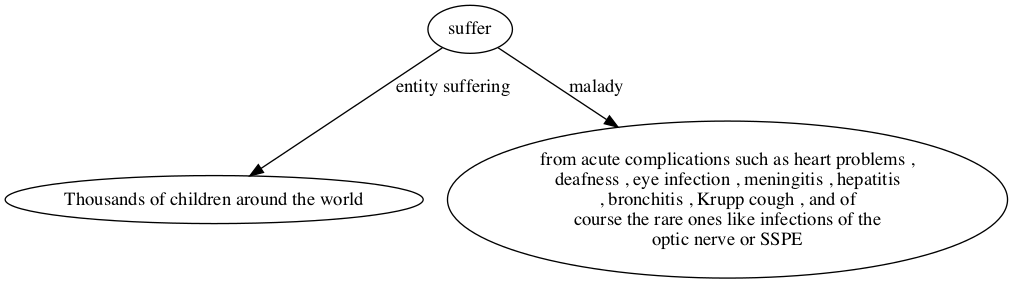 suffer
entity suffering
malady
Thousands of children around the world
from acute complications such as heart problems ,
deafness , eye infection , meningitis , hepatitis
, bronchitis , Krupp cough , and of
course the rare ones like infections of the
optic nerve or SSPE